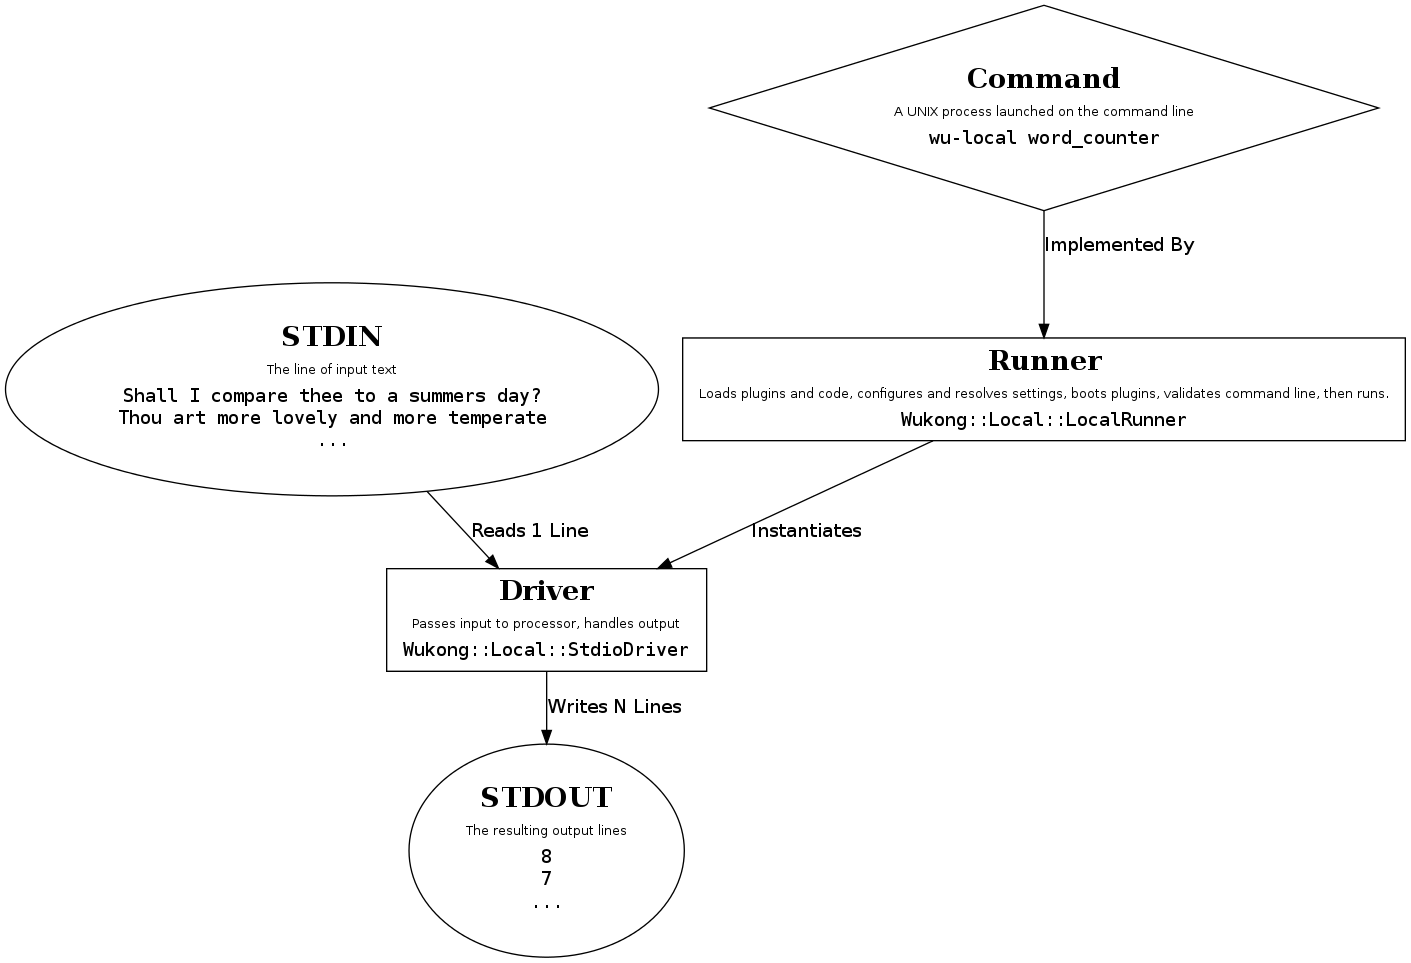 Command
A UNIX process launched on the command line
wu-local word_counter
Implemented By
STDIN
The line of input text
Shall I compare thee to a summers day?
Thou art more lovely and more temperate
...
Runner
Loads plugins and code, configures and resolves settings, boots plugins, validates command line, then runs.
Wukong::Local::LocalRunner
Reads 1 Line
Instantiates
Driver
Passes input to processor, handles output
Wukong::Local::StdioDriver
Writes N Lines
STDOUT
The resulting output lines
8
7
...